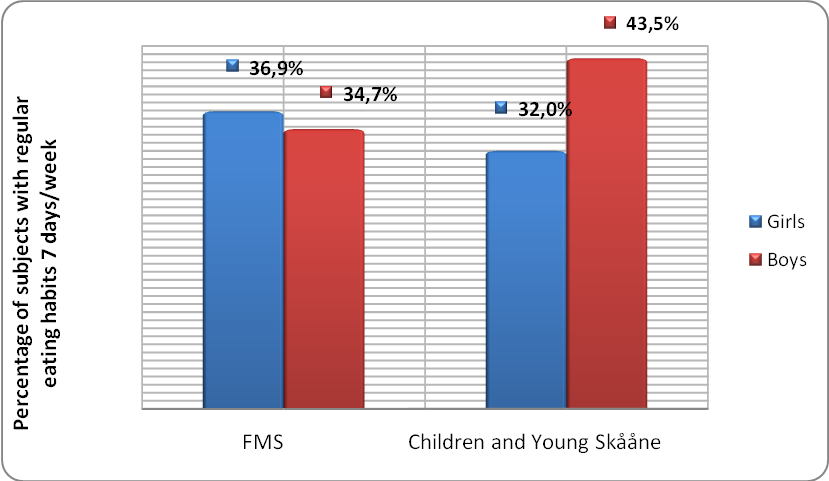 43,5%
36,9%
34,7%
32,0%
Percentage of subjects with regular
eating habits 7 days/week
Girls
Boys
FMS
Children and Young Skååne